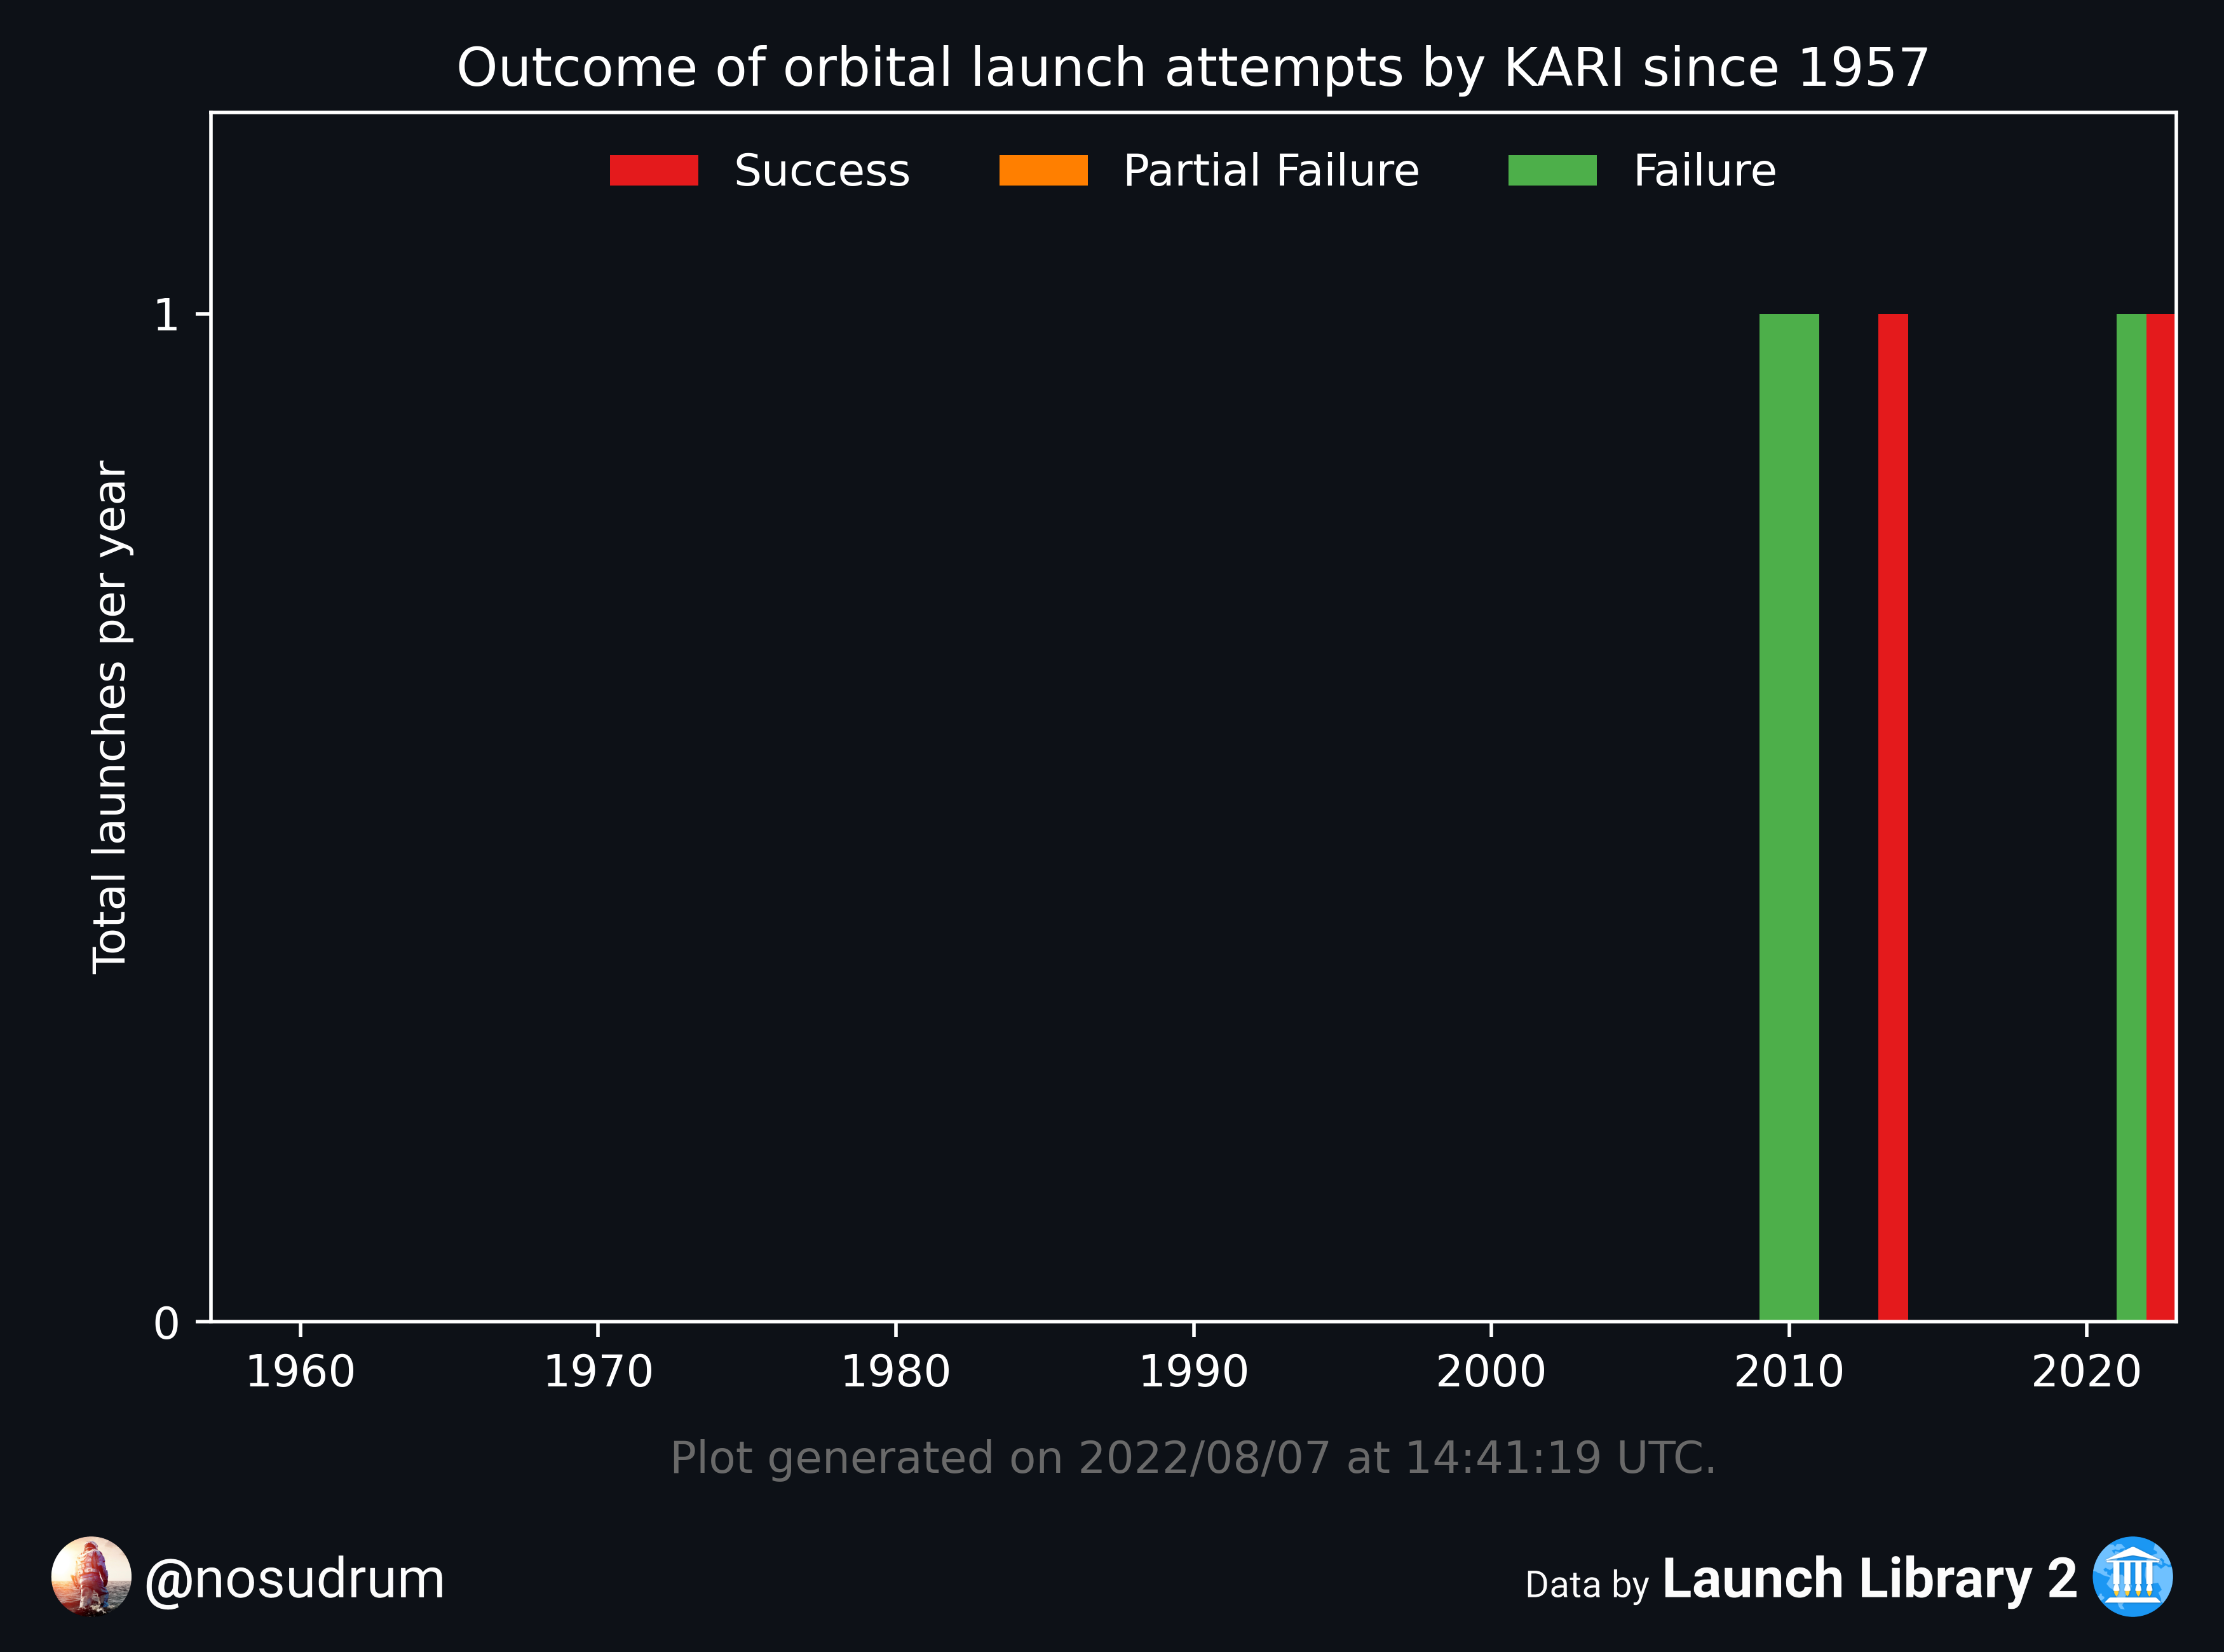 Outcome of orbital launch attempts by KARI since 1957
Success Partial Failure Failure
Total launches per year
1
0
1960 1970 1980 1990 2000 2010 2020
Plot generated on 2022/08/07 at 14:41:19 UTC.
@nosudrum
Data by Launch Library 2